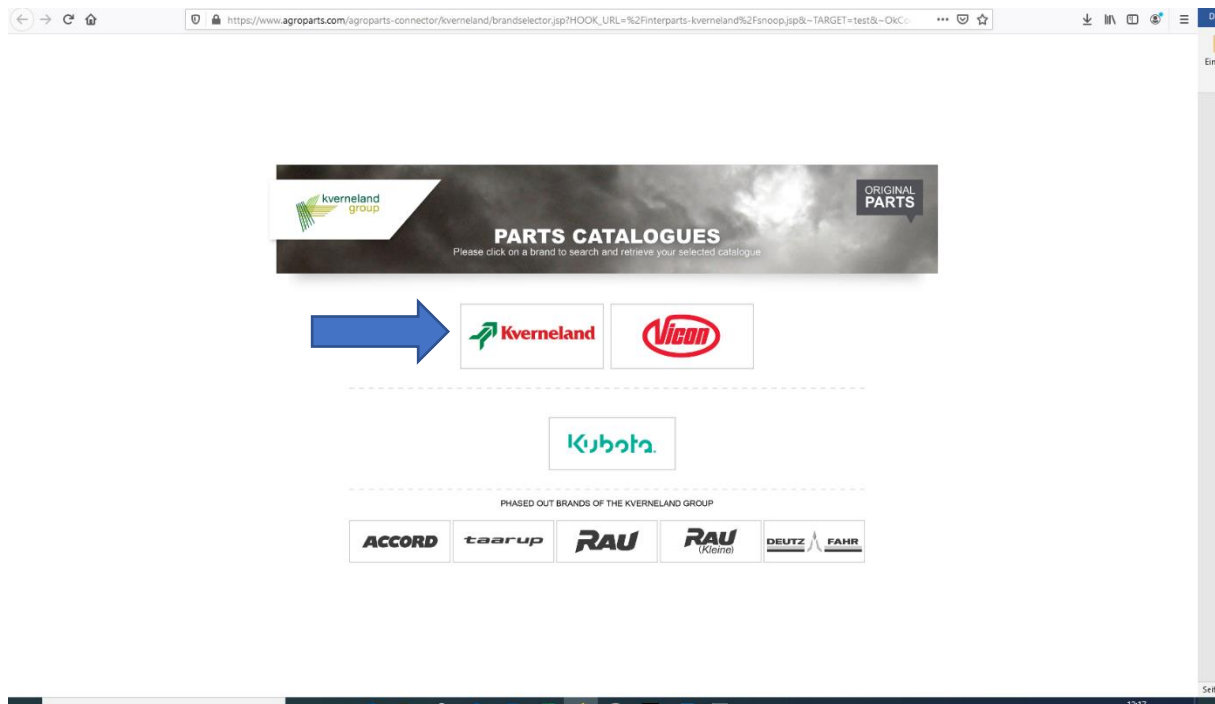 https://www.agroparts.com/agroparts-connector/kverneland/brandselector.jsp?HOOK_URL=%2Finterparts-kverneland%2Fsnoop.jsp&~TARGET=test&~OkCo
kverneland
group
ORIGINAL
PARTS
PARTS CATALOGUES
Please click on a brand to search and retrieve your selected catalogue
Kverneland
Vicon
Kubota
PHASED OUT BRANDS OF THE KVERNELAND GROUP
ACCORD taarup RAU RAU (Kleine) DEUTZ FAHR
Ein
Seit